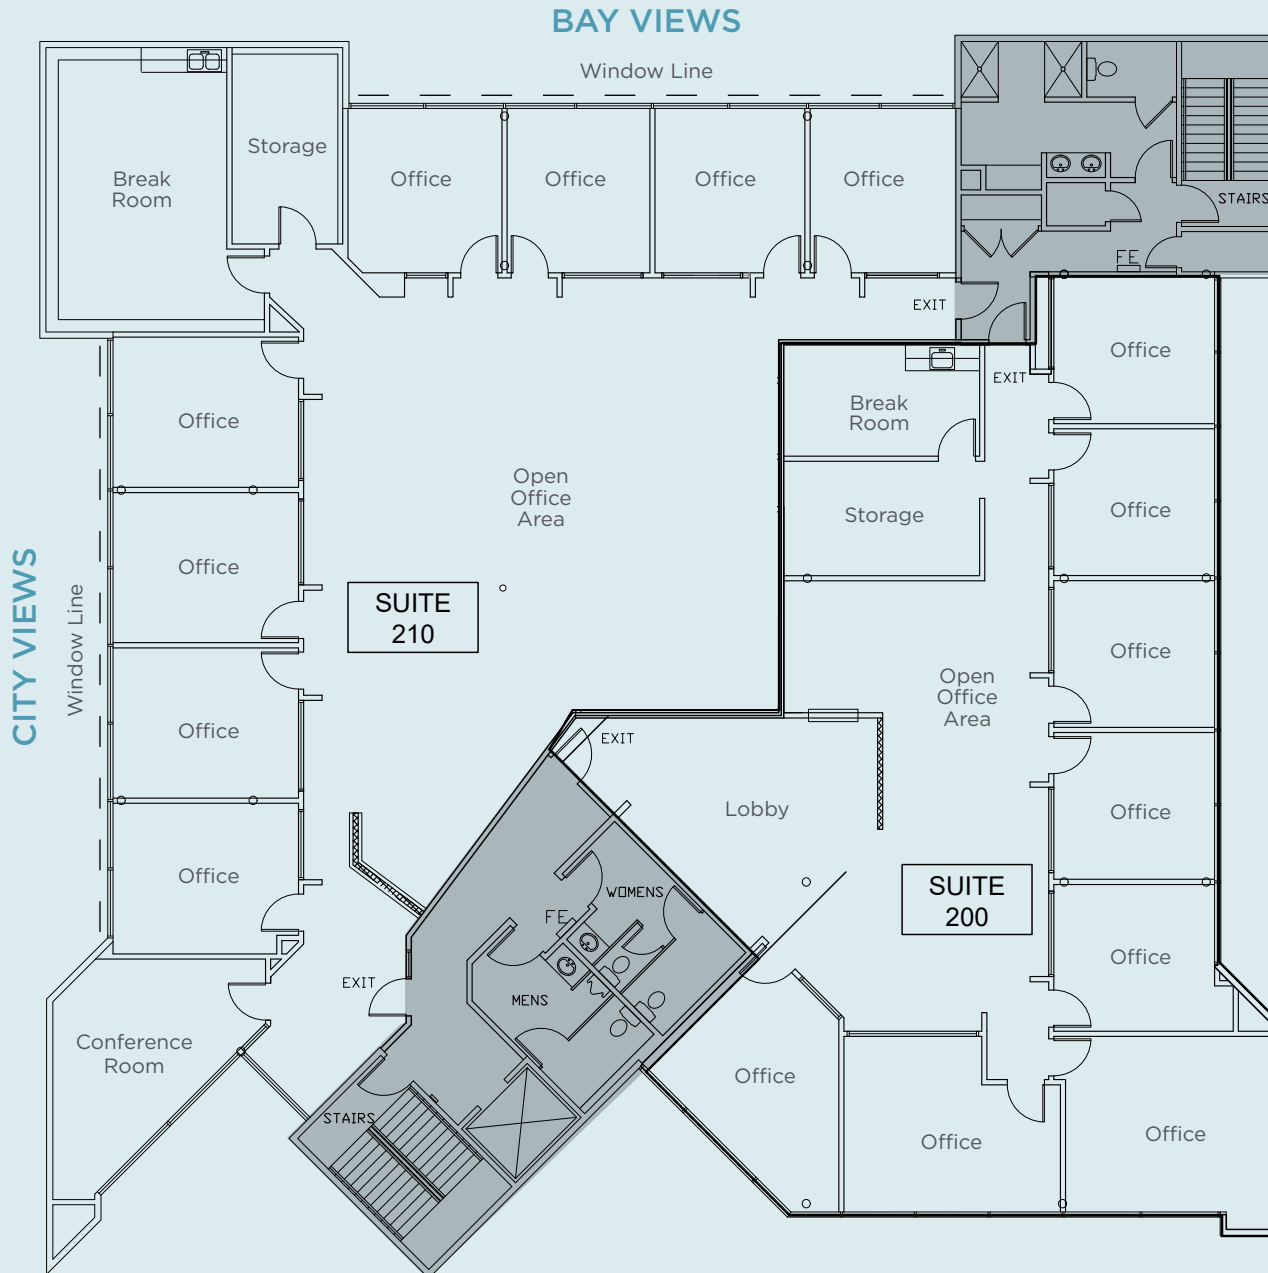 BAY VIEWS
Window Line
Storage
Break
Room
Office
Office
Office
Office
STAIRS
FE
EXIT
Office
EXIT
Break
Room
Office
Open
Office
Area
Storage
Office
CITY VIEWS
Window Line
Office
SUITE
210
Office
Open
Office
Area
Office
EXIT
Lobby
Office
Office
SUITE
200
WOMENS
FE
Office
EXIT
MENS
Conference
Room
Office
STAIRS
Office
Office